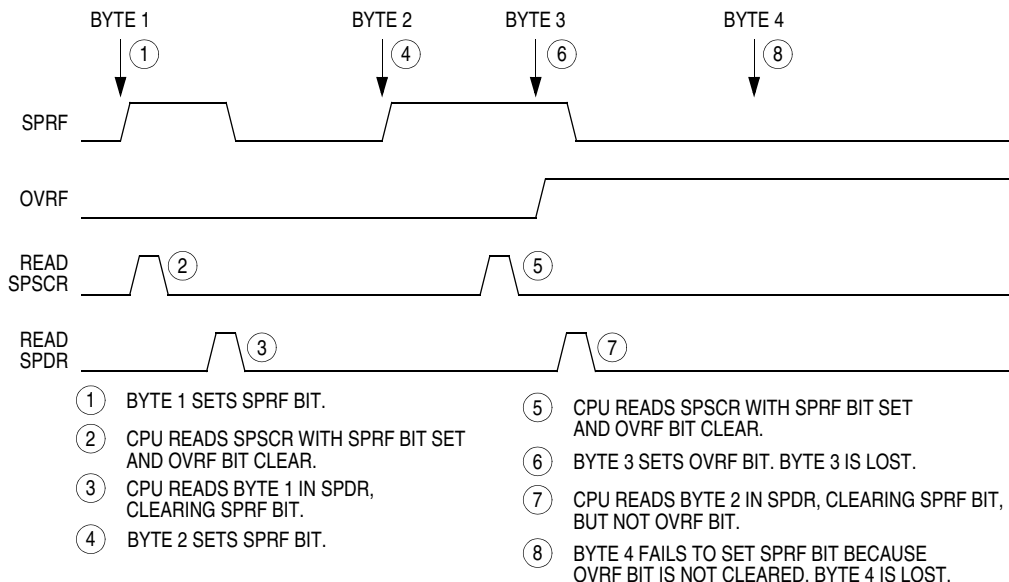 BYTE 1 BYTE 2 BYTE 3 BYTE 4
1 4 6 8
SPRF
OVRF
READ
SPSCR
2 5
READ
SPDR
3 7
1 BYTE 1 SETS SPRF BIT.
2 CPU READS SPSCR WITH SPRF BIT SET
AND OVRF BIT CLEAR.
3 CPU READS BYTE 1 IN SPDR,
CLEARING SPRF BIT.
4 BYTE 2 SETS SPRF BIT.
5 CPU READS SPSCR WITH SPRF BIT SET
AND OVRF BIT CLEAR.
6 BYTE 3 SETS OVRF BIT. BYTE 3 IS LOST.
7 CPU READS BYTE 2 IN SPDR, CLEARING SPRF BIT,
BUT NOT OVRF BIT.
8 BYTE 4 FAILS TO SET SPRF BIT BECAUSE
OVRF BIT IS NOT CLEARED. BYTE 4 IS LOST.